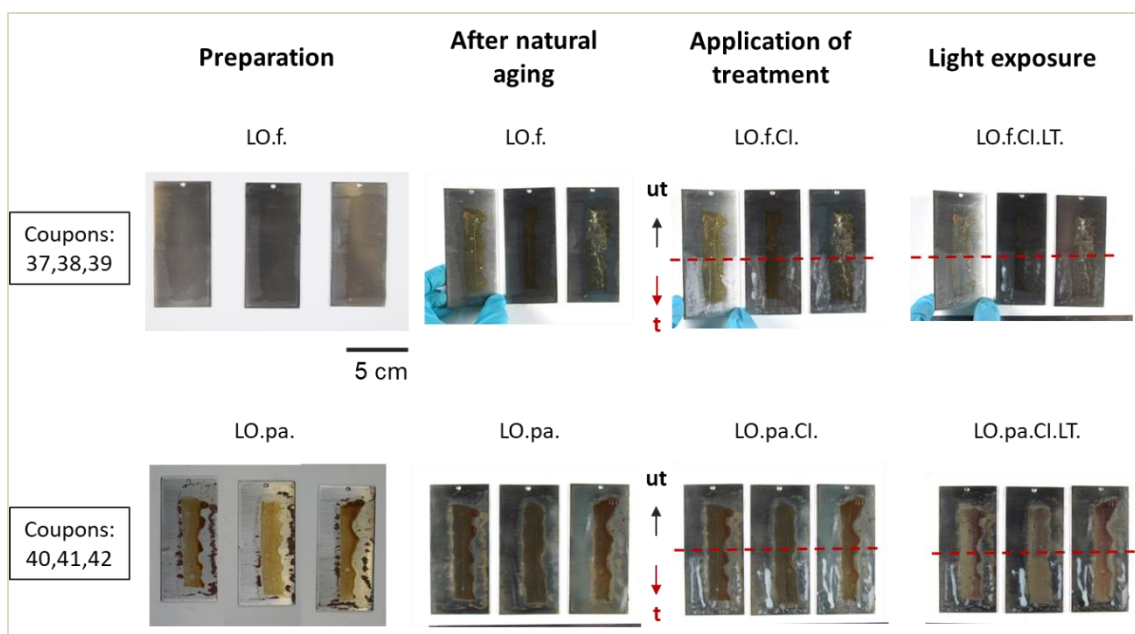 Preparation
After natural
aging
Application of
treatment
Light exposure
LO.f.
LO.f.
LO.f.CI.
LO.f.CI.LT.
Coupons:
37,38,39
ut
t
5 cm
LO.pa.
LO.pa.
LO.pa.CI.
LO.pa.CI.LT.
Coupons:
40,41,42
ut
t